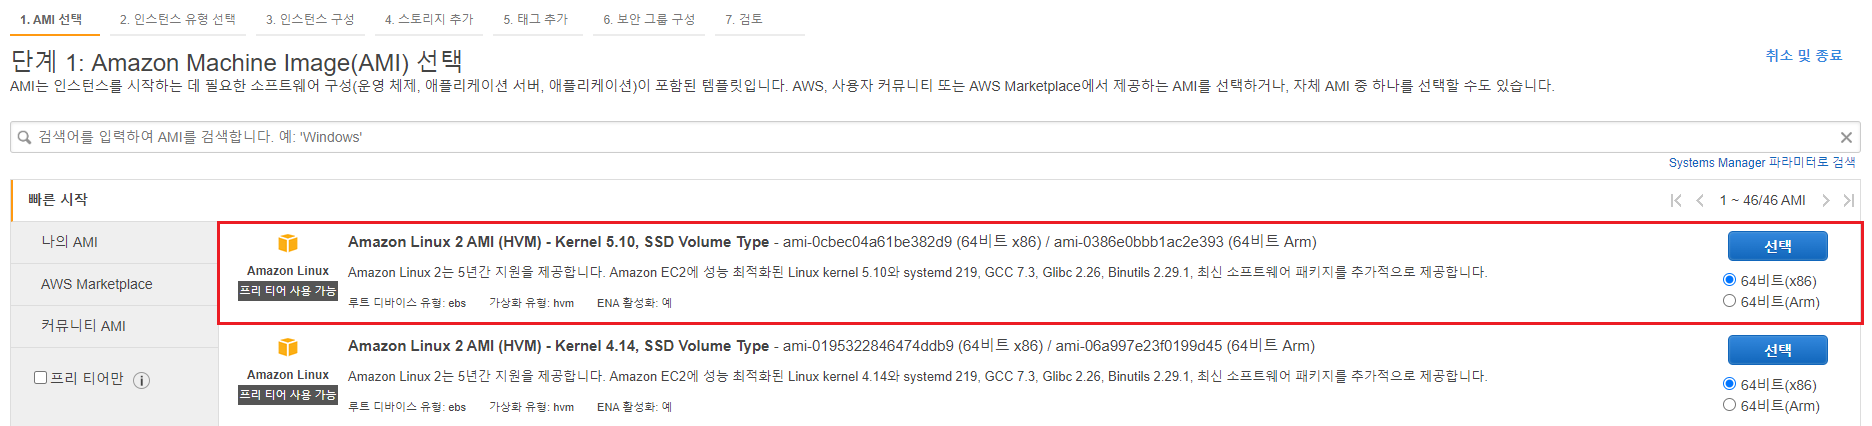 1. AMI 선택 2. 인스턴스 유형 선택 3. 인스턴스 구성 4. 스토리지 추가 5. 태그 추가 6. 보안 그룹 구성 7. 검토
단계 1: Amazon Machine Image(AMI) 선택
취소 및 종료
AMI는 인스턴스를 시작하는 데 필요한 소프트웨어 구성(운영 체제, 애플리케이션 서버, 애플리케이션)이 포함된 템플릿입니다. AWS, 사용자 커뮤니티 또는 AWS Marketplace에서 제공하는 AMI를 선택하거나, 자체 AMI 중 하나를 선택할 수도 있습니다.
검색어를 입력하여 AMI를 검색합니다. 예: 'Windows'
Systems Manager 파라미터로 검색
빠른 시작
1 ~ 46/46 AMI
나의 AMI
AWS Marketplace
커뮤니티 AMI
프리 티어만
Amazon Linux
프리 티어 사용 가능
Amazon Linux 2 AMI (HVM) - Kernel 5.10, SSD Volume Type - ami-0cbec04a61be382d9 (64비트 x86) / ami-0386e0bbb1ac2e393 (64비트 Arm)
Amazon Linux 2는 5년간 지원을 제공합니다. Amazon EC2에 성능 최적화된 Linux kernel 5.10와 systemd 219, GCC 7.3, Glibc 2.26, Binutils 2.29.1, 최신 소프트웨어 패키지를 추가적으로 제공합니다.
루트 디바이스 유형: ebs 가상화 유형: hvm ENA 활성화: 예
선택
64비트(x86)
64비트(Arm)
Amazon Linux
프리 티어 사용 가능
Amazon Linux 2 AMI (HVM) - Kernel 4.14, SSD Volume Type - ami-0195322846474ddb9 (64비트 x86) / ami-06a997e23f0199d45 (64비트 Arm)
Amazon Linux 2는 5년간 지원을 제공합니다. Amazon EC2에 성능 최적화된 Linux kernel 4.14와 systemd 219, GCC 7.3, Glibc 2.26, Binutils 2.29.1, 최신 소프트웨어 패키지를 추가적으로 제공합니다.
루트 디바이스 유형: ebs 가상화 유형: hvm ENA 활성화: 예
선택
64비트(x86)
64비트(Arm)